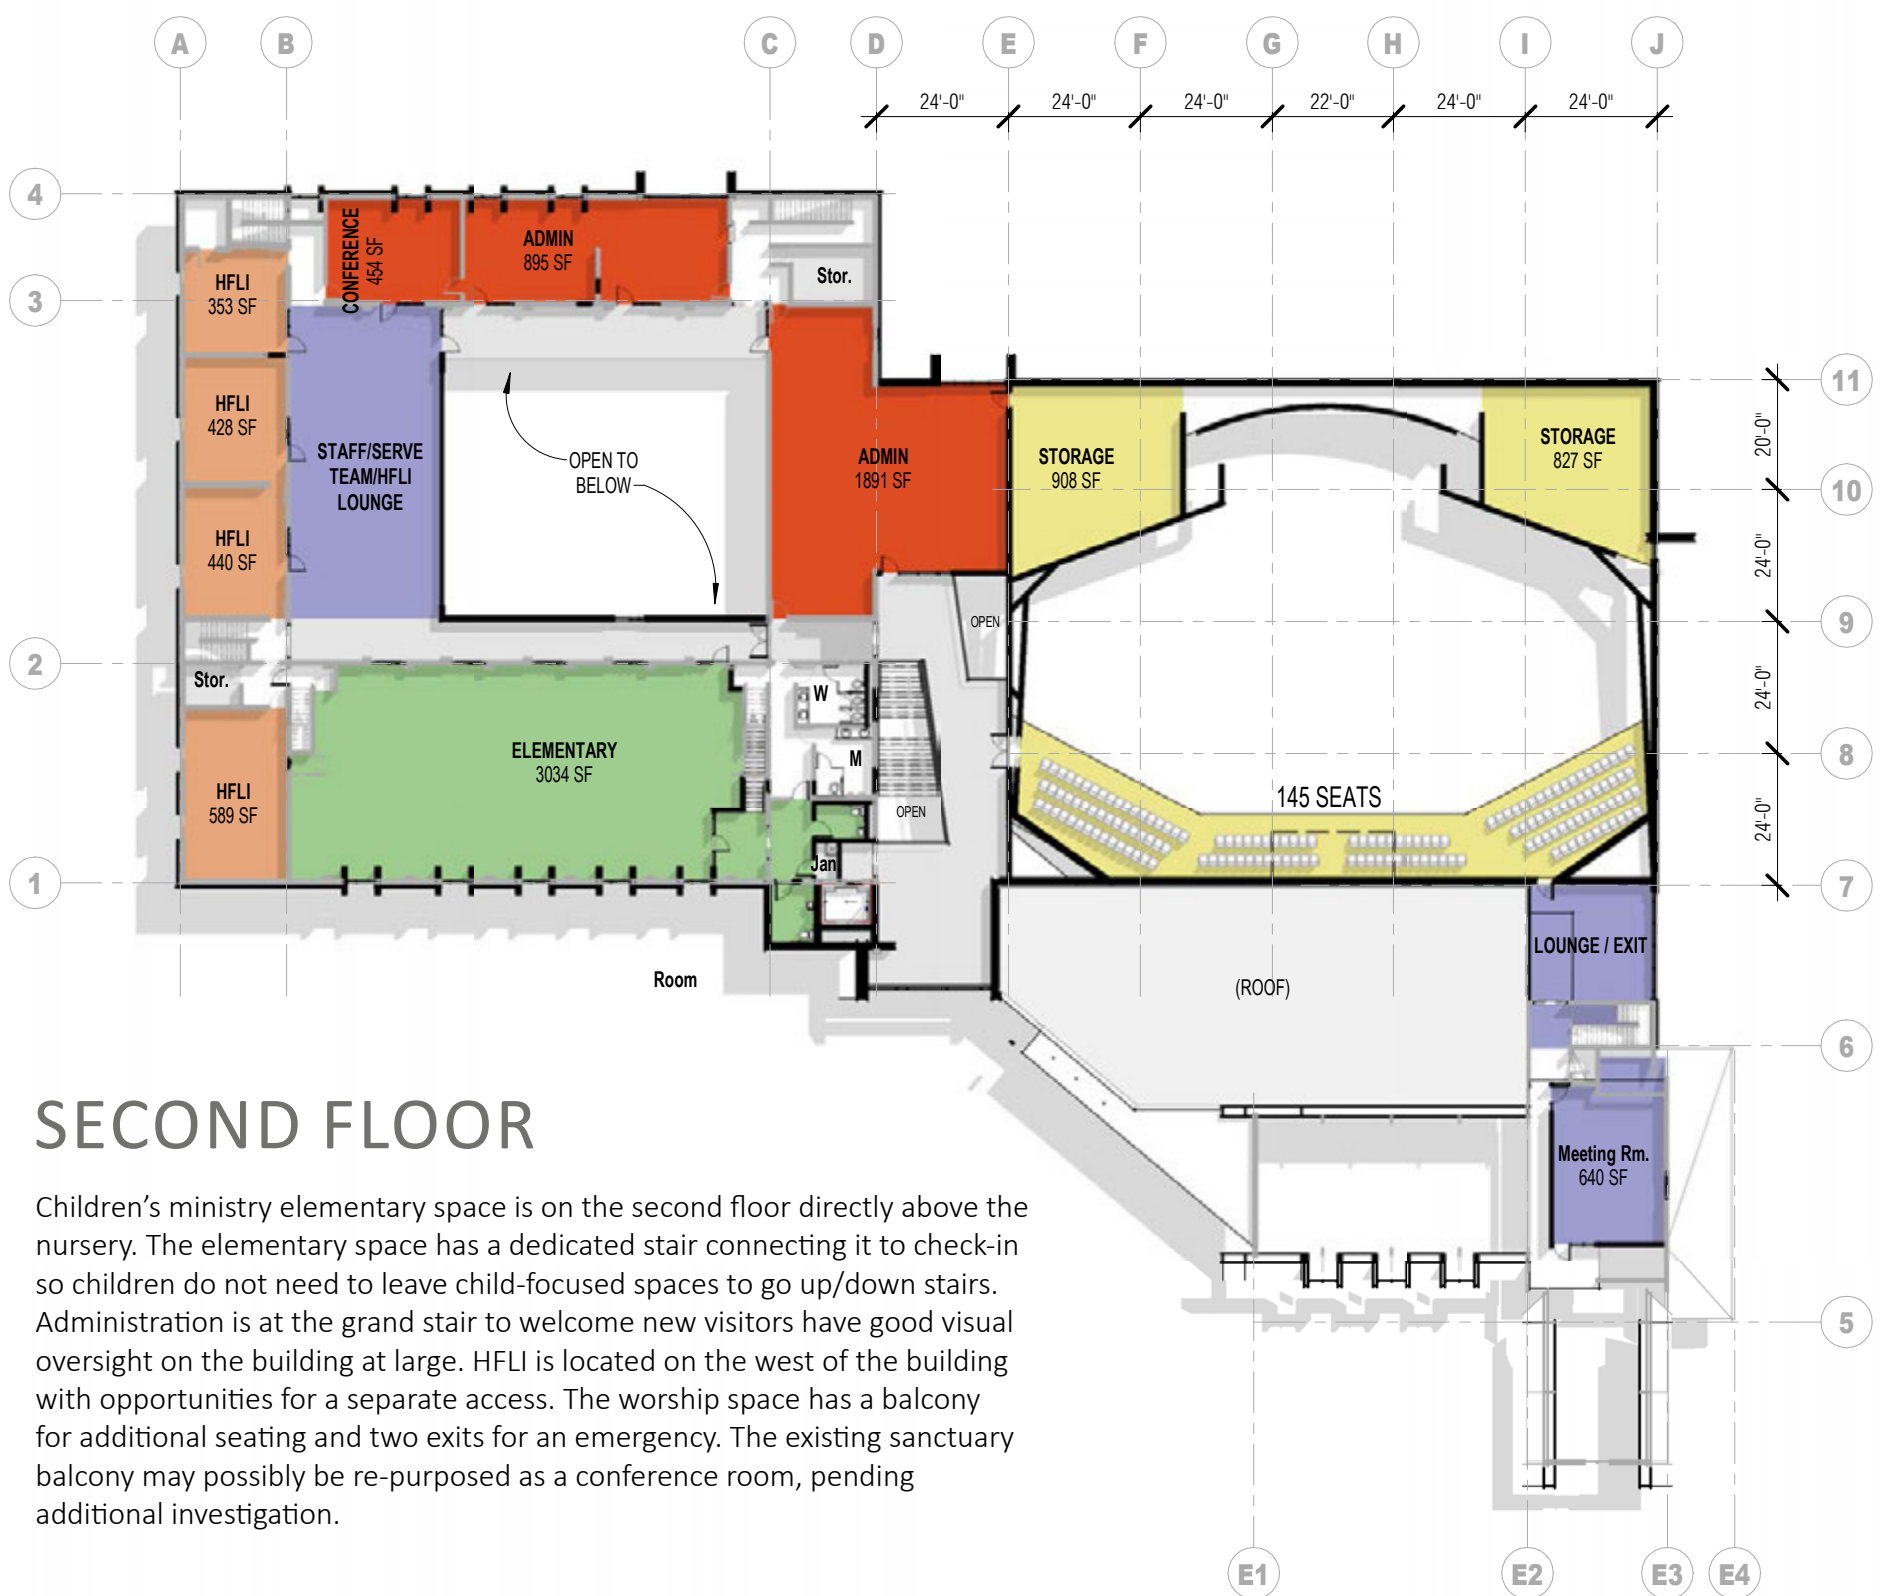 A B C D E F G H I J
24'-0" 24'-0" 24'-0" 22'-0" 24'-0" 24'-0"
4
CONFERENCE
454 SF
ADMIN
895 SF
Stor.
HFLI
353 SF
3
11
HFLI
428 SF
STAFF/SERVE
TEAM/HFLI
LOUNGE
OPEN TO
BELOW
ADMIN
1891 SF
STORAGE
908 SF
STORAGE
827 SF
20'-0"
10
HFLI
440 SF
24'-0"
OPEN
9
2
Stor.
W
24'-0"
M
8
ELEMENTARY
3034 SF
HFLI
589 SF
OPEN
145 SEATS
24'-0"
Jan
1
7
LOUNGE / EXIT
Room
(ROOF)
6
Meeting Rm.
640 SF
5
SECOND FLOOR
Children’s ministry elementary space is on the second floor directly above the
nursery. The elementary space has a dedicated stair connecting it to check-in
so children do not need to leave child-focused spaces to go up/down stairs.
Administration is at the grand stair to welcome new visitors have good visual
oversight on the building at large. HFLI is located on the west of the building
with opportunities for a separate access. The worship space has a balcony
for additional seating and two exits for an emergency. The existing sanctuary
balcony may possibly be re-purposed as a conference room, pending
additional investigation.
E1 E2 E3 E4